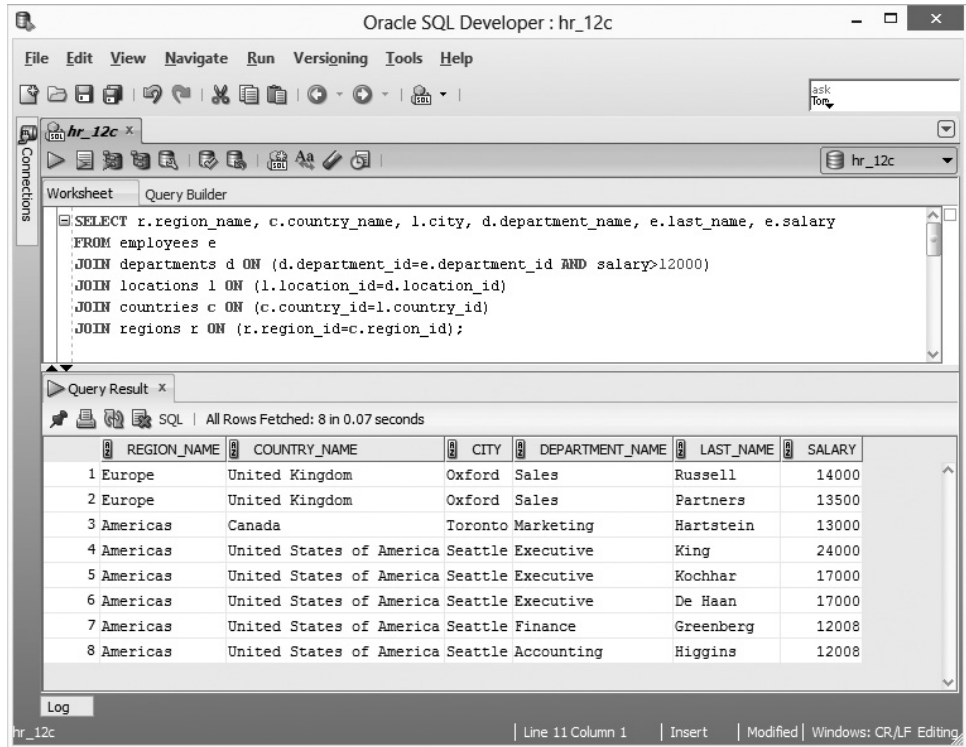 Oracle SQL Developer : hr_12c
File Edit View Navigate Run Versioning Tools Help
ask
Tom
Connections
hr_12c x
hr_12c
Worksheet Query Builder
SELECT r.region_name, c.country_name, l.city, d.department_name, e.last_name, e.salary
FROM employees e
JOIN departments d ON (d.department_id=e.department_id AND salary>12000)
JOIN locations l ON (l.location_id=d.location_id)
JOIN countries c ON (c.country_id=l.country_id)
JOIN regions r ON (r.region_id=c.region_id);
Query Result x
SQL | All Rows Fetched: 8 in 0.07 seconds
REGION_NAME COUNTRY_NAME CITY DEPARTMENT_NAME LAST_NAME SALARY
1 Europe United Kingdom Oxford Sales Russell 14000
2 Europe United Kingdom Oxford Sales Partners 13500
3 Americas Canada Toronto Marketing Hartstein 13000
4 Americas United States of America Seattle Executive King 24000
5 Americas United States of America Seattle Executive Kochhar 17000
6 Americas United States of America Seattle Executive De Haan 17000
7 Americas United States of America Seattle Finance Greenberg 12008
8 Americas United States of America Seattle Accounting Higgins 12008
Log
hr_12c | Line 11 Column 1 | Insert | Modified | Windows: CR/LF Editing